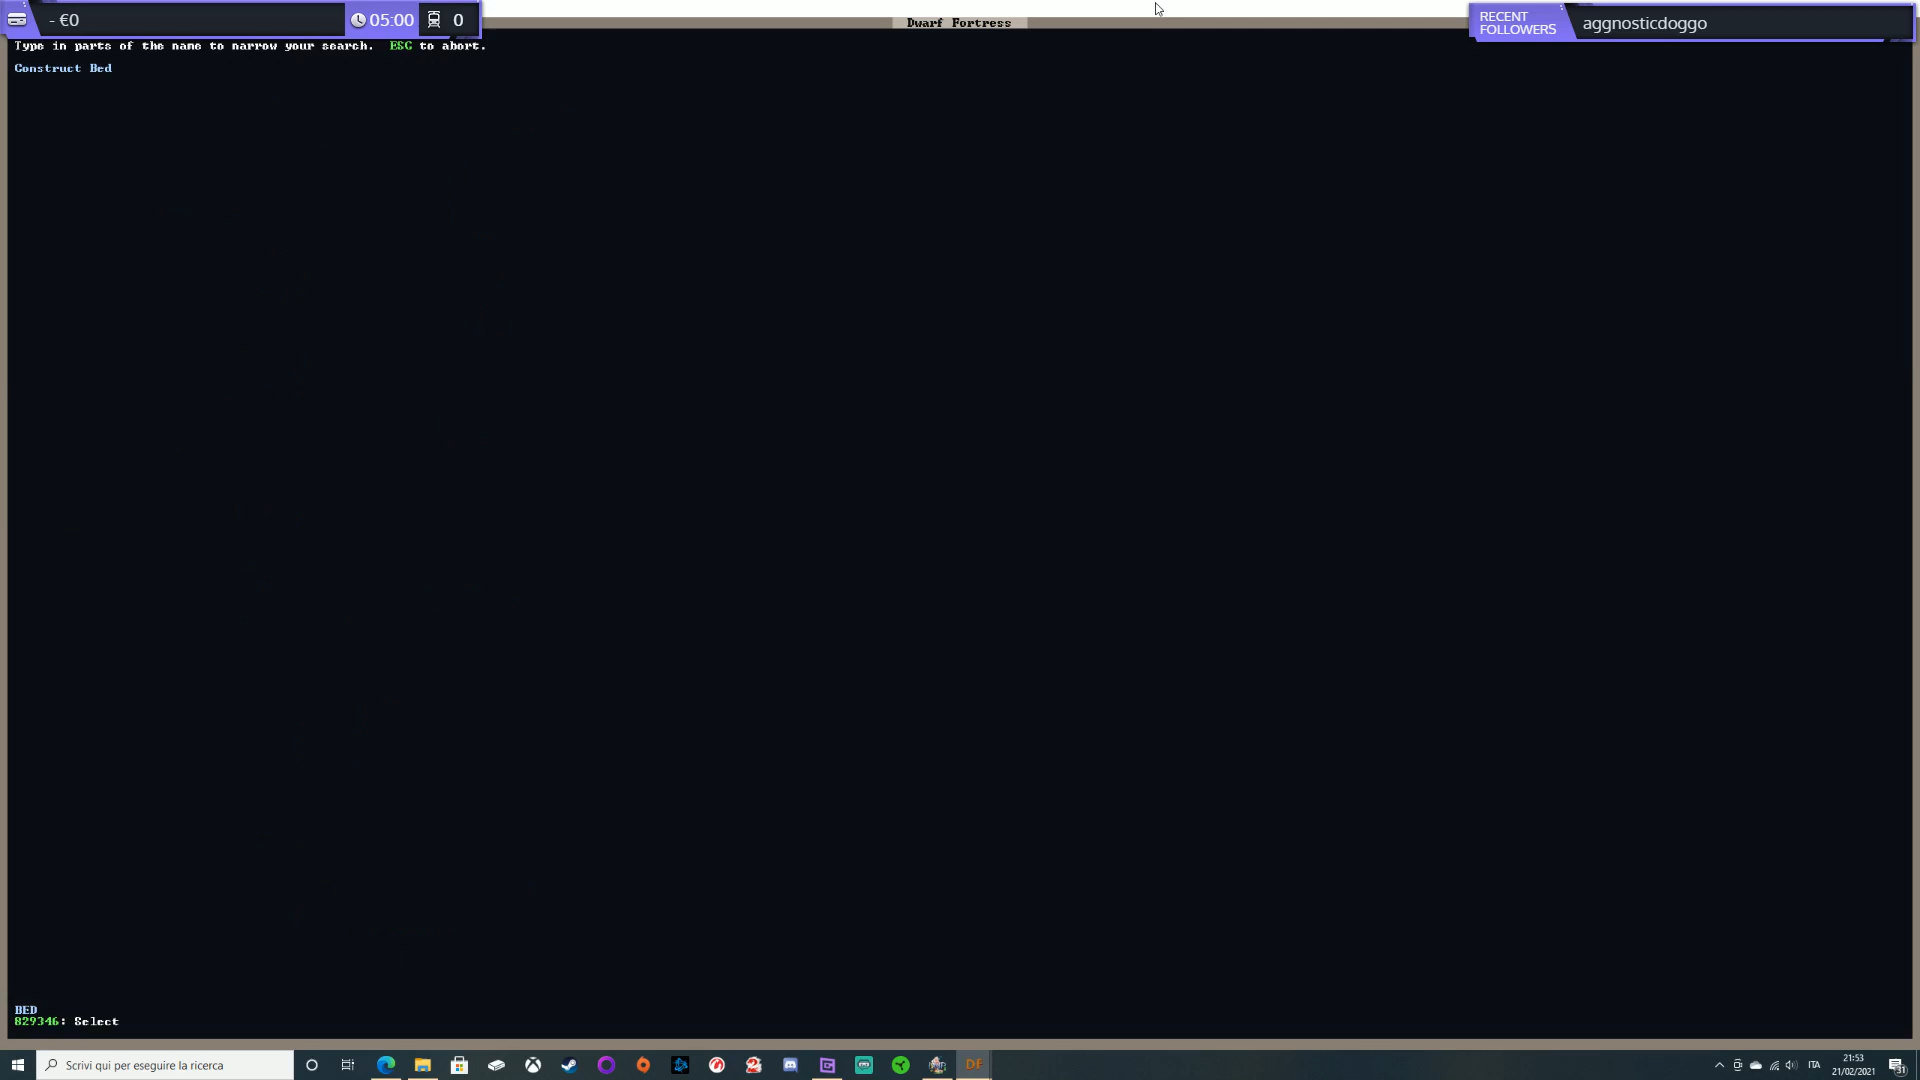 - €0
05:00
0
Dwarf Fortress
RECENT
FOLLOWERS
aggnosticdoggo
Type in parts of the name to narrow your search.  ESC to abort.
Construct Bed
BED
829346: Select
Scrivi qui per eseguire la ricerca
DF
ITA
21:53
21/02/2021
31